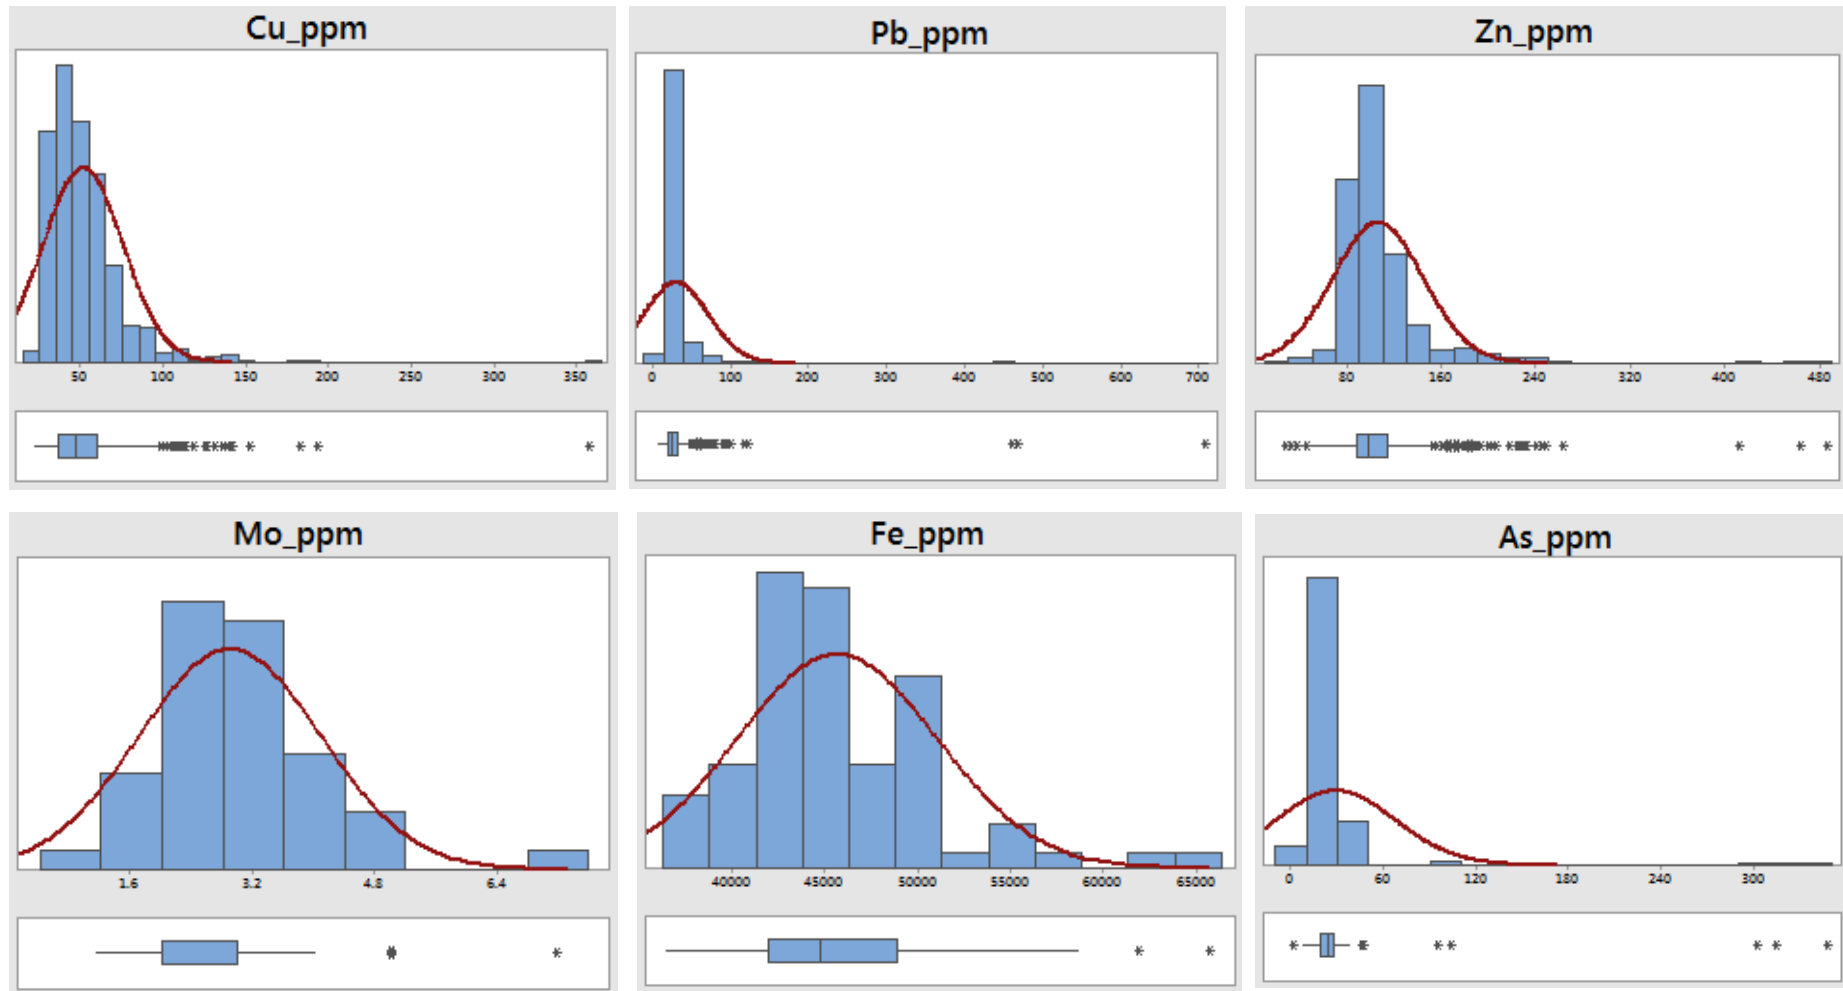 Cu_ppm
50 100 150 200 250 300 350
Pb_ppm
0 100 200 300 400 500 600 700
Zn_ppm
80 160 240 320 400 480
Mo_ppm
1.6 3.2 4.8 6.4
Fe_ppm
40000 45000 50000 55000 60000 65000
As_ppm
0 60 120 180 240 300